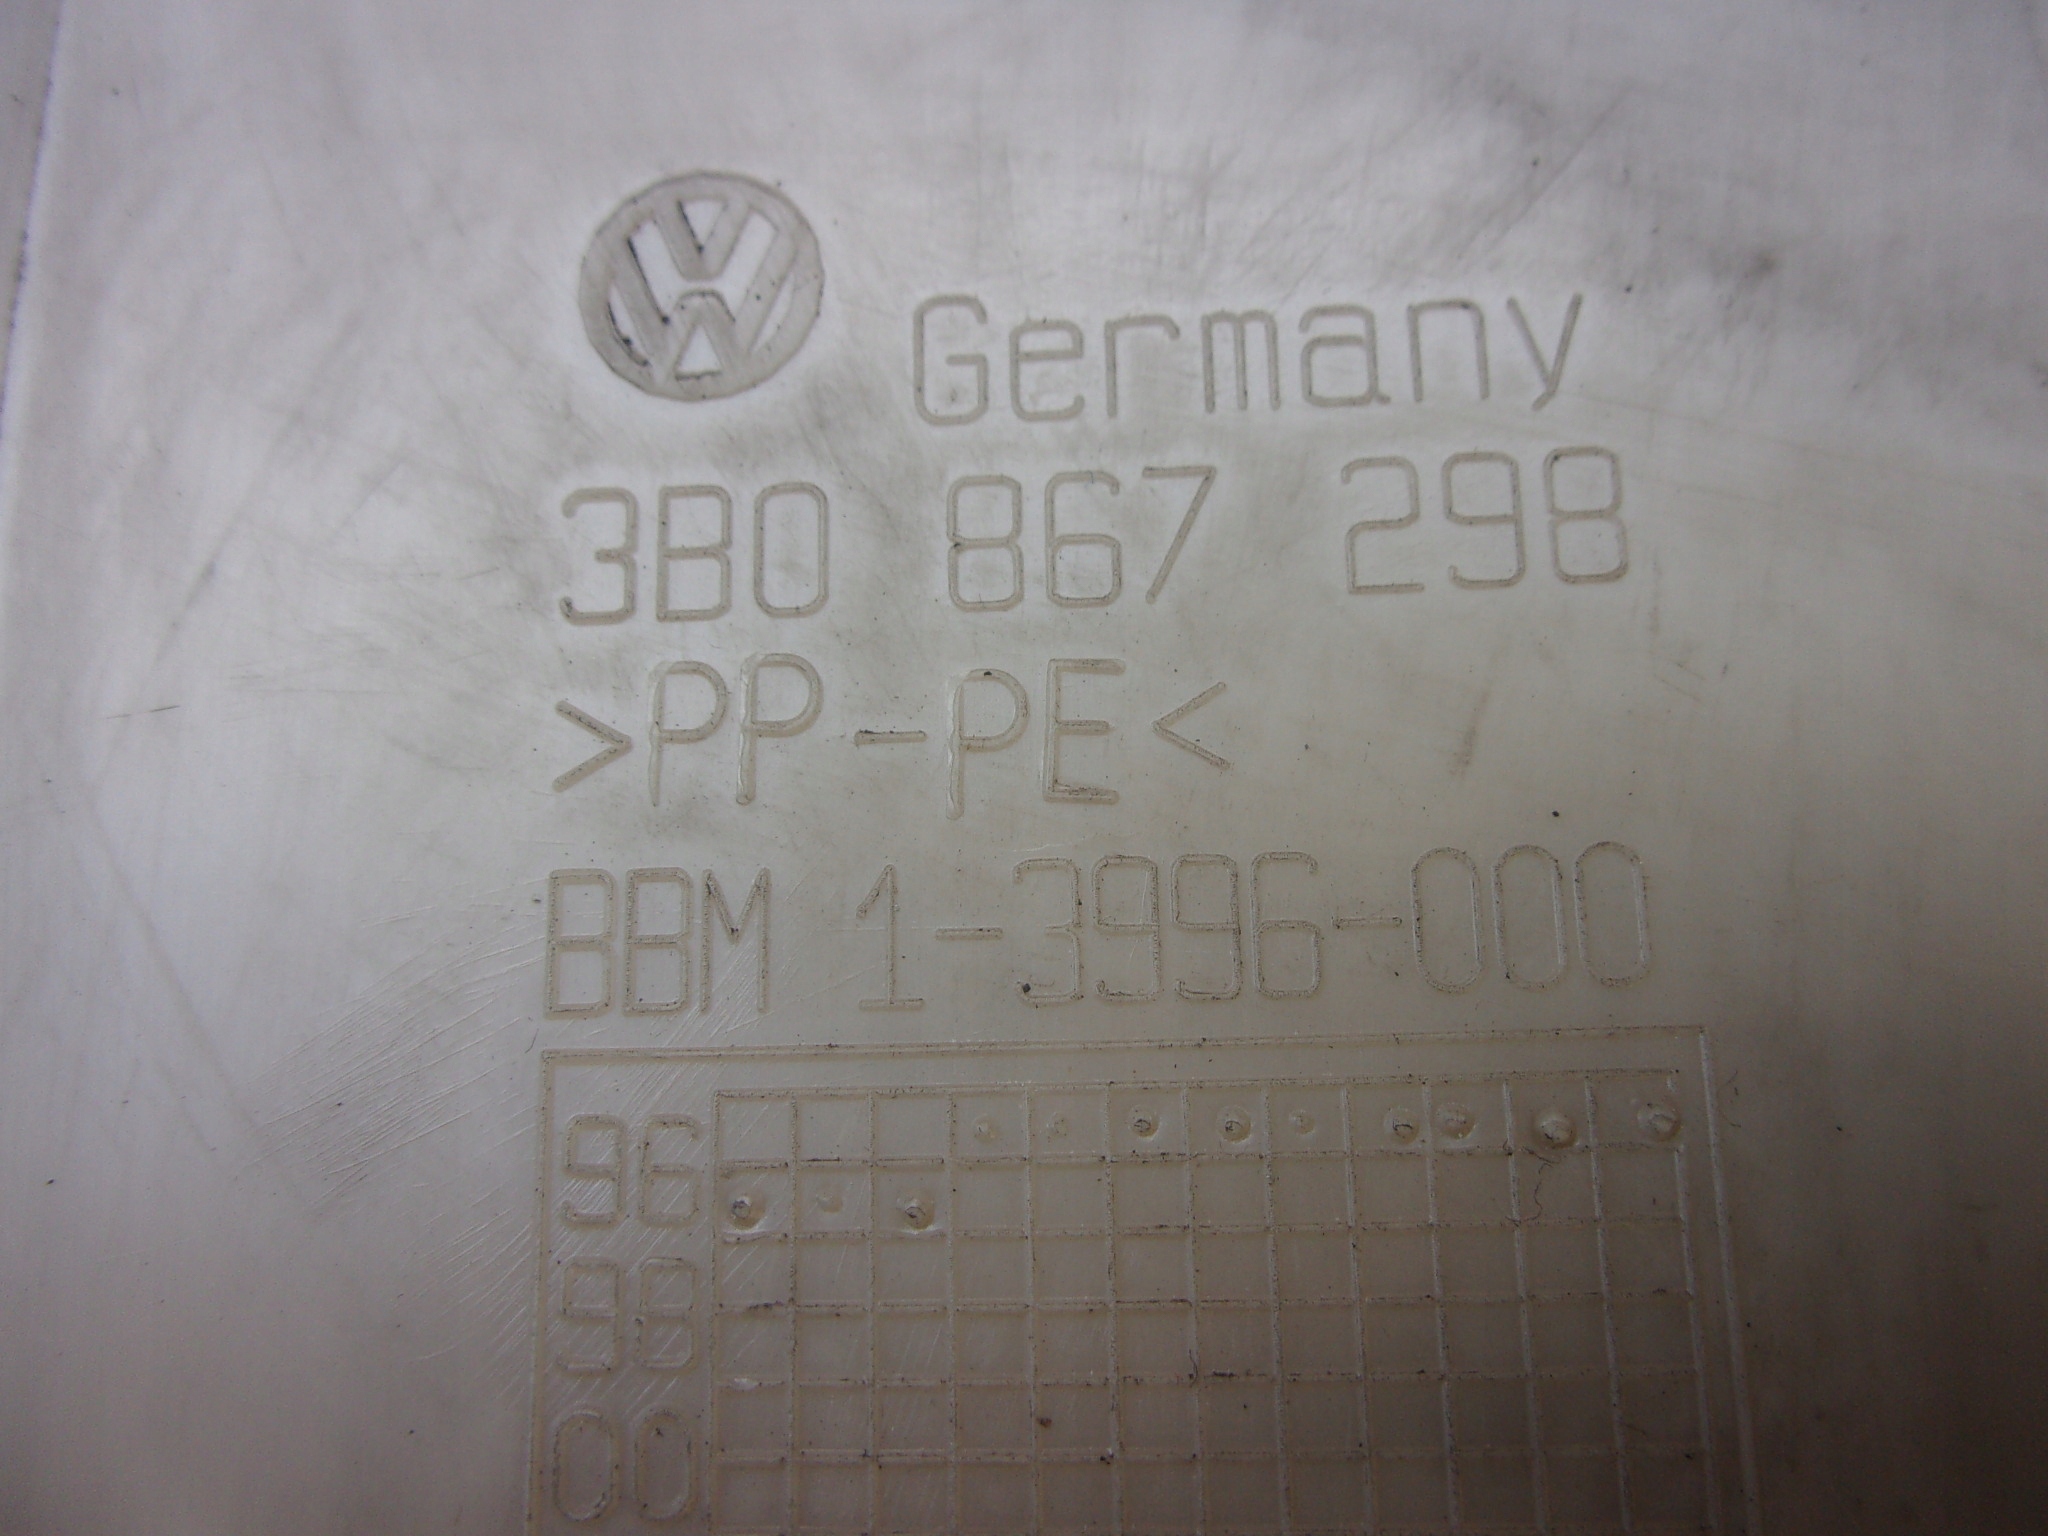 Germany
3B0 867 298
>PP-PE<
BBM 1-3996-000
96
98
00